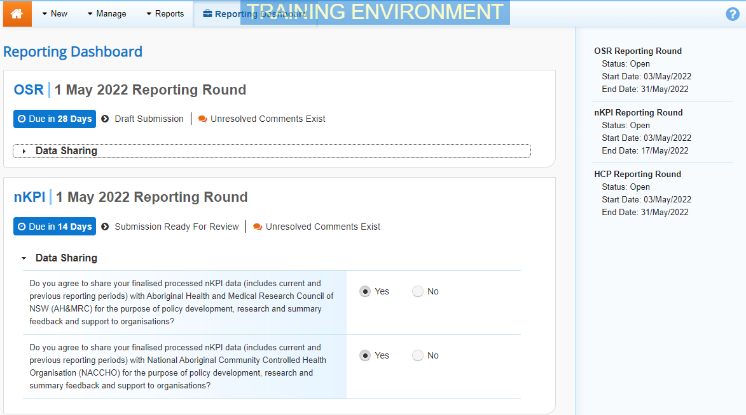 New
Manage
Reports
Reporting Dashboard
TRAINING ENVIRONMENT
?
Reporting Dashboard
OSR | 1 May 2022 Reporting Round
Due in 28 Days
Draft Submission
Unresolved Comments Exist
Data Sharing
nKPI | 1 May 2022 Reporting Round
Due in 14 Days
Submission Ready For Review
Unresolved Comments Exist
Data Sharing
Do you agree to share your finalised processed nKPI data (includes current and
previous reporting periods) with Aboriginal Health and Medical Research Council of
NSW (AH&MRC) for the purpose of policy development, research and summary
feedback and support to organisations?
Yes
No
Do you agree to share your finalised processed nKPI data (includes current and
previous reporting periods) with National Aboriginal Community Controlled Health
Organisation (NACCHO) for the purpose of policy development, research and
summary feedback and support to organisations?
Yes
No
OSR Reporting Round
Status: Open
Start Date: 03/May/2022
End Date: 31/May/2022
nKPI Reporting Round
Status: Open
Start Date: 03/May/2022
End Date: 17/May/2022
HCP Reporting Round
Status: Open
Start Date: 03/May/2022
End Date: 31/May/2022